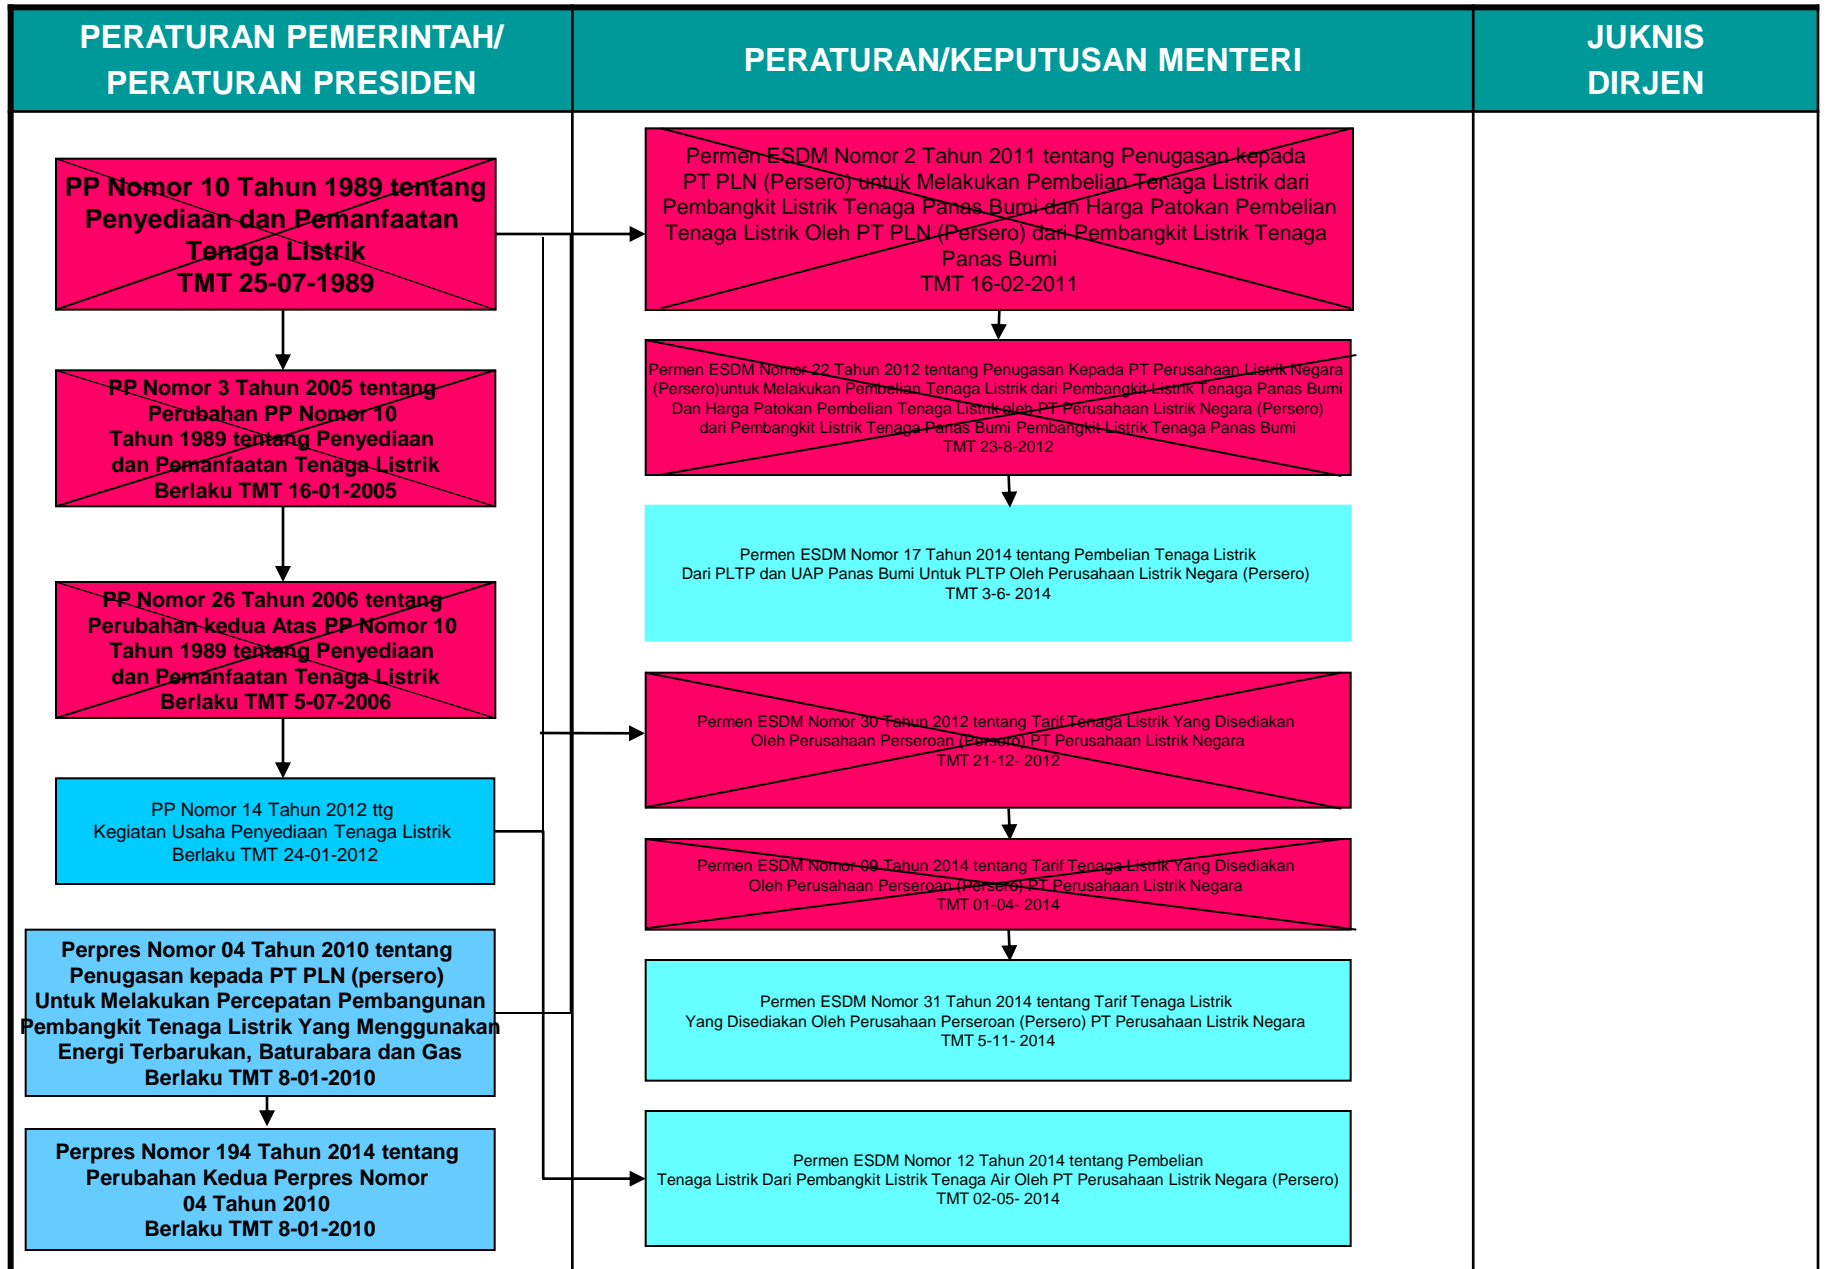 PERATURAN PEMERINTAH/
PERATURAN PRESIDEN
PERATURAN/KEPUTUSAN MENTERI
JUKNIS
DIRJEN
PP Nomor 10 Tahun 1989 tentang
Penyediaan dan Pemanfaatan
Tenaga Listrik
TMT 25-07-1989
PP Nomor 3 Tahun 2005 tentang
Perubahan PP Nomor 10
Tahun 1989 tentang Penyediaan
dan Pemanfaatan Tenaga Listrik
Berlaku TMT 16-01-2005
PP Nomor 26 Tahun 2006 tentang
Perubahan kedua Atas PP Nomor 10
Tahun 1989 tentang Penyediaan
dan Pemanfaatan Tenaga Listrik
Berlaku TMT 5-07-2006
PP Nomor 14 Tahun 2012 ttg
Kegiatan Usaha Penyediaan Tenaga Listrik
Berlaku TMT 24-01-2012
Perpres Nomor 04 Tahun 2010 tentang
Penugasan kepada PT PLN (persero)
Untuk Melakukan Percepatan Pembangunan
Pembangkit Tenaga Listrik Yang Menggunakan
Energi Terbarukan, Baturabara dan Gas
Berlaku TMT 8-01-2010
Perpres Nomor 194 Tahun 2014 tentang
Perubahan Kedua Perpres Nomor
04 Tahun 2010
Berlaku TMT 8-01-2010
Permen ESDM Nomor 2 Tahun 2011 tentang Penugasan kepada
PT PLN (Persero) untuk Melakukan Pembelian Tenaga Listrik dari
Pembangkit Listrik Tenaga Panas Bumi dan Harga Patokan Pembelian
Tenaga Listrik Oleh PT PLN (Persero) dari Pembangkit Listrik Tenaga
Panas Bumi
TMT 16-02-2011
Permen ESDM Nomor 22 Tahun 2012 tentang Penugasan Kepada PT Perusahaan Listrik Negara
(Persero)untuk Melakukan Pembelian Tenaga Listrik dari Pembangkit Listrik Tenaga Panas Bumi
Dan Harga Patokan Pembelian Tenaga Listrik oleh PT Perusahaan Listrik Negara (Persero)
dari Pembangkit Listrik Tenaga Panas Bumi Pembangkit Listrik Tenaga Panas Bumi
TMT 23-8-2012
Permen ESDM Nomor 17 Tahun 2014 tentang Pembelian Tenaga Listrik
Dari PLTP dan UAP Panas Bumi Untuk PLTP Oleh Perusahaan Listrik Negara (Persero)
TMT 3-6- 2014
Permen ESDM Nomor 30 Tahun 2012 tentang Tarif Tenaga Listrik Yang Disediakan
Oleh Perusahaan Perseroan (Persero) PT Perusahaan Listrik Negara
TMT 21-12- 2012
Permen ESDM Nomor 09 Tahun 2014 tentang Tarif Tenaga Listrik Yang Disediakan
Oleh Perusahaan Perseroan (Persero) PT Perusahaan Listrik Negara
TMT 01-04- 2014
Permen ESDM Nomor 31 Tahun 2014 tentang Tarif Tenaga Listrik
Yang Disediakan Oleh Perusahaan Perseroan (Persero) PT Perusahaan Listrik Negara
TMT 5-11- 2014
Permen ESDM Nomor 12 Tahun 2014 tentang Pembelian
Tenaga Listrik Dari Pembangkit Listrik Tenaga Air Oleh PT Perusahaan Listrik Negara (Persero)
TMT 02-05- 2014